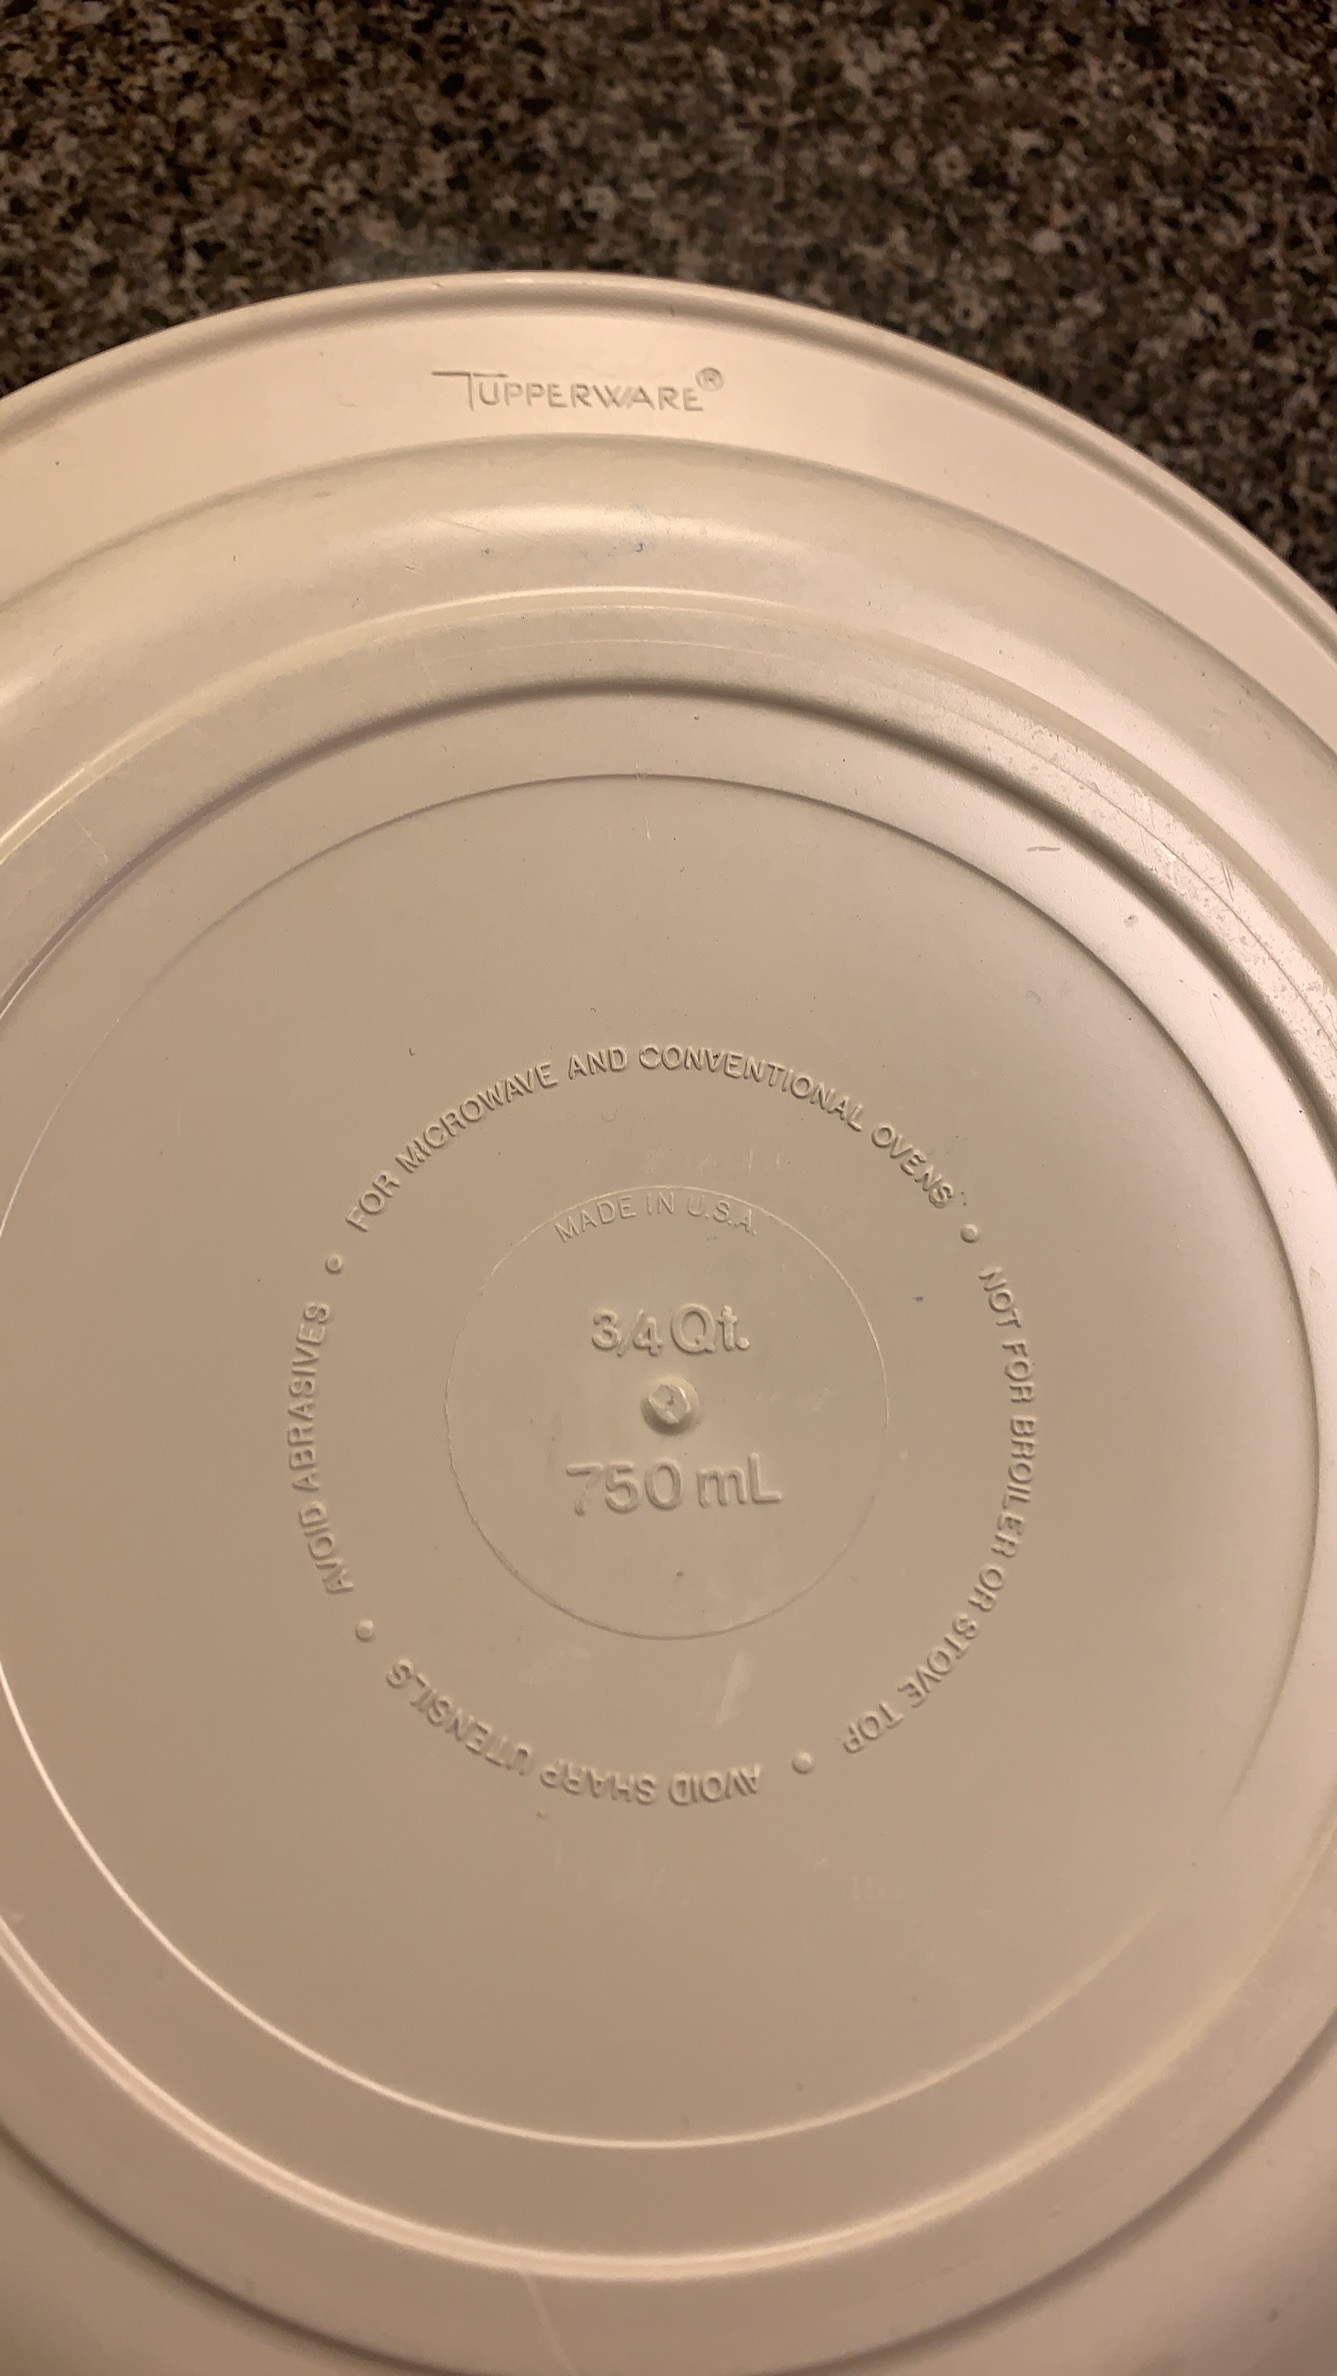 TUPPERWARE®
FOR MICROWAVE AND CONVENTIONAL OVENS • NOT FOR BROILER OR STOVE TOP • AVOID SHARP UTENSILS • AVOID ABRASIVES •
MADE IN U.S.A.
3/4 Qt.
750 mL